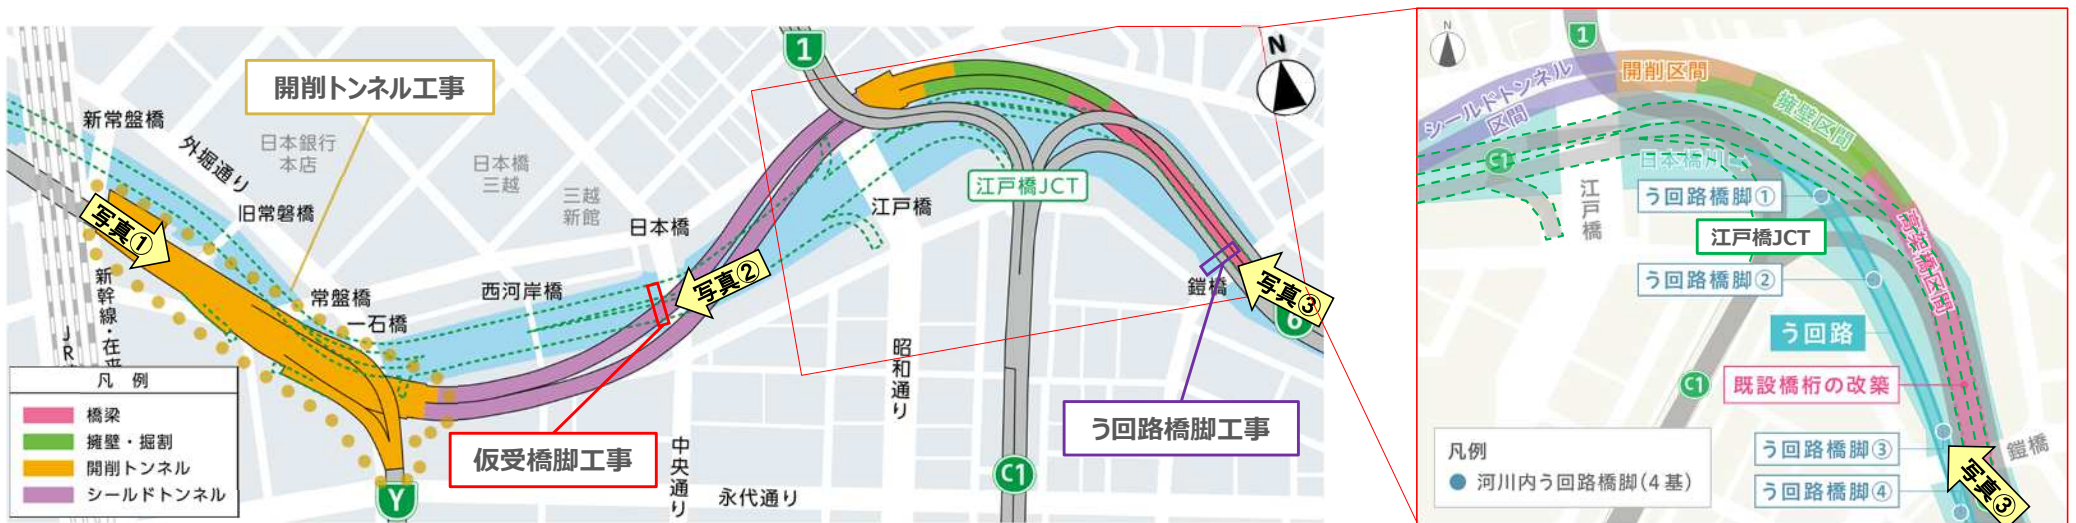 開削トンネル工事
新常盤橋
外堀通り
日本銀行
本店
旧常磐橋
日本橋
三越
三越
新館
日本橋
江戸橋
江戸橋JCT
1
N
写真①
写真②
写真③
新幹線・在来
JR
常盤橋
一石橋
西河岸橋
鎧橋
6
昭和通り
中央通り
永代通り
C1
Y
仮受橋脚工事
う回路橋脚工事
凡 例
橋梁
擁壁・掘割
開削トンネル
シールドトンネル
N
1
シールドトンネル
区間
開削区間
擁壁区間
C1
日本橋川
江戸橋
う回路橋脚①
江戸橋JCT
う回路橋脚②
う回路
C1
既設橋桁の改築
う回路橋脚③
う回路橋脚④
鎧橋
写真③
凡例
河川内う回路橋脚(4基)